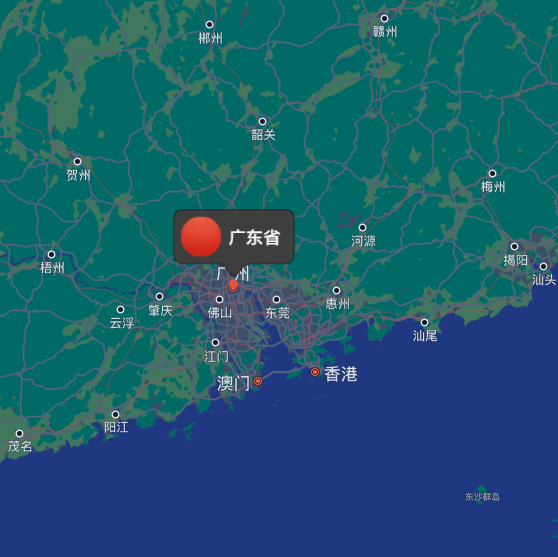 郴州
赣州
韶关
贺州
梅州
广东省
河源
揭阳
梧州
汕头
广州
惠州
肇庆
佛山
东莞
云浮
汕尾
江门
香港
澳门
阳江
茂名
东沙群岛